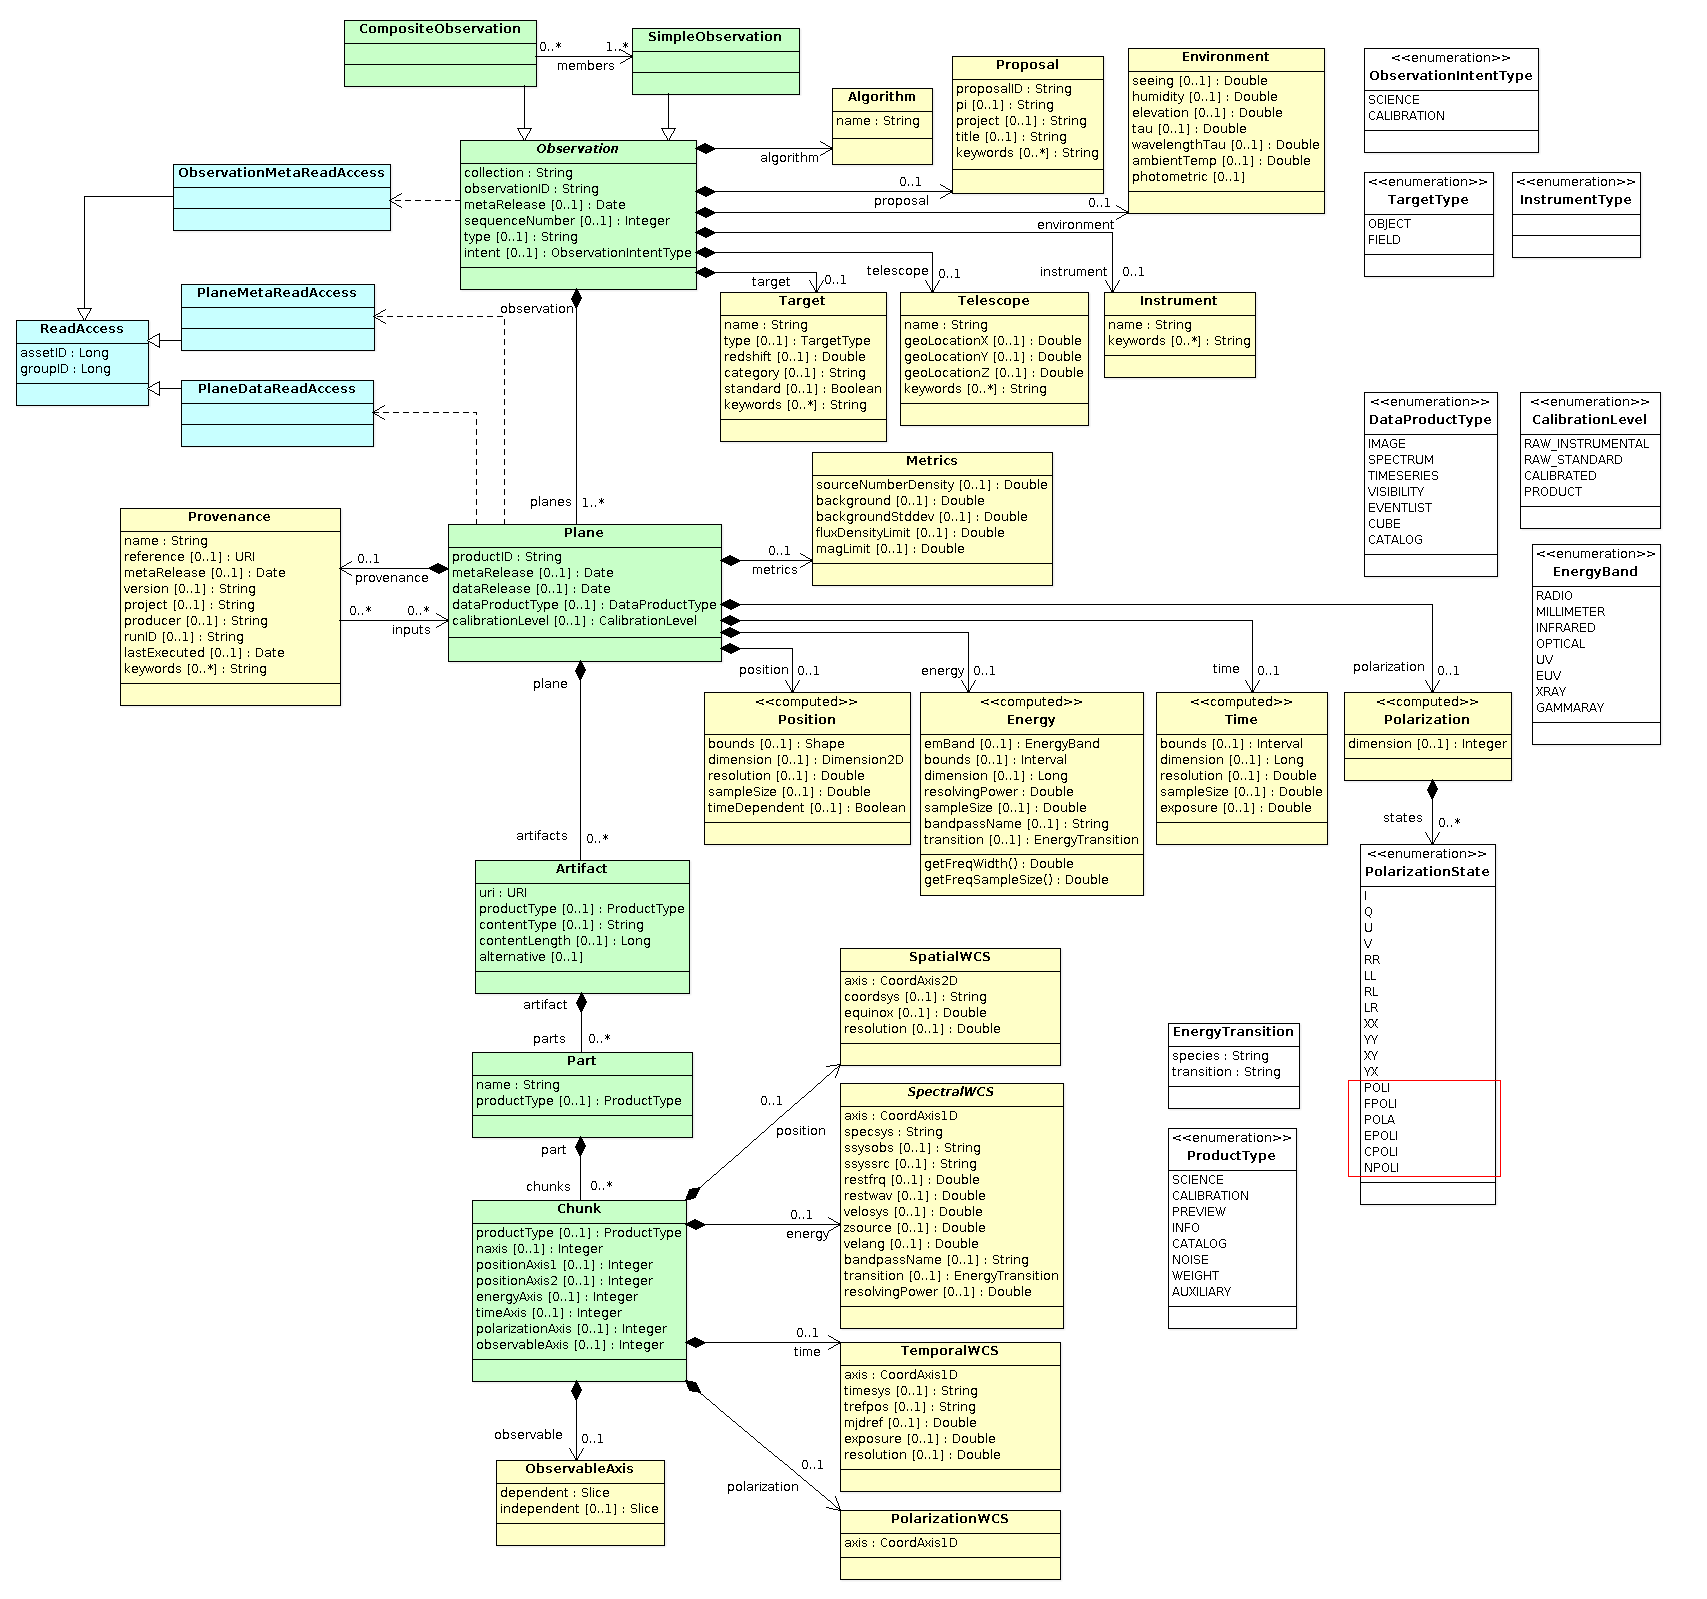 CompositeObservation
0..*
1..*
members
SimpleObservation
Algorithm
name : String
Proposal
proposalID : String
pi [0..1] : String
project [0..1] : String
title [0..1] : String
keywords [0..*] : String
Environment
seeing [0..1] : Double
humidity [0..1] : Double
elevation [0..1] : Double
tau [0..1] : Double
wavelengthTau [0..1] : Double
ambientTemp [0..1] : Double
photometric [0..1]
<<enumeration>>
ObservationIntentType
SCIENCE
CALIBRATION
Observation
collection : String
observationID : String
metaRelease [0..1] : Date
sequenceNumber [0..1] : Integer
type [0..1] : String
intent [0..1] : ObservationIntentType
algorithm
0..1
proposal
0..1
environment
instrument
0..1
telescope
0..1
target
0..1
ObservationMetaReadAccess
<<enumeration>>
TargetType
OBJECT
FIELD
<<enumeration>>
InstrumentType
PlaneMetaReadAccess
ReadAccess
assetID : Long
groupID : Long
PlaneDataReadAccess
observation
planes
1..*
Target
name : String
type [0..1] : TargetType
redshift [0..1] : Double
category [0..1] : String
standard [0..1] : Boolean
keywords [0..*] : String
Telescope
name : String
geoLocationX [0..1] : Double
geoLocationY [0..1] : Double
geoLocationZ [0..1] : Double
keywords [0..*] : String
Instrument
name : String
keywords [0..*] : String
<<enumeration>>
DataProductType
IMAGE
SPECTRUM
TIMESERIES
VISIBILITY
EVENTLIST
CUBE
CATALOG
<<enumeration>>
CalibrationLevel
RAW_INSTRUMENTAL
RAW_STANDARD
CALIBRATED
PRODUCT
Metrics
sourceNumberDensity [0..1] : Double
background [0..1] : Double
backgroundStddev [0..1] : Double
fluxDensityLimit [0..1] : Double
magLimit [0..1] : Double
Provenance
name : String
reference [0..1] : URI
metaRelease [0..1] : Date
version [0..1] : String
project [0..1] : String
producer [0..1] : String
runID [0..1] : String
lastExecuted [0..1] : Date
keywords [0..*] : String
0..1
provenance
0..*
0..*
inputs
Plane
productID : String
metaRelease [0..1] : Date
dataRelease [0..1] : Date
dataProductType [0..1] : DataProductType
calibrationLevel [0..1] : CalibrationLevel
0..1
metrics
<<enumeration>>
EnergyBand
RADIO
MILLIMETER
INFRARED
OPTICAL
UV
EUV
XRAY
GAMMARAY
position
0..1
energy
0..1
time
0..1
polarization
0..1
<<computed>>
Position
bounds [0..1] : Shape
dimension [0..1] : Dimension2D
resolution [0..1] : Double
sampleSize [0..1] : Double
timeDependent [0..1] : Boolean
<<computed>>
Energy
emBand [0..1] : EnergyBand
bounds [0..1] : Interval
dimension [0..1] : Long
resolvingPower : Double
sampleSize [0..1] : Double
bandpassName [0..1] : String
transition [0..1] : EnergyTransition
getFreqWidth() : Double
getFreqSampleSize() : Double
<<computed>>
Time
bounds [0..1] : Interval
dimension [0..1] : Long
resolution [0..1] : Double
sampleSize [0..1] : Double
exposure [0..1] : Double
<<computed>>
Polarization
dimension [0..1] : Integer
states
0..*
<<enumeration>>
PolarizationState
I
Q
U
V
RR
LL
RL
LR
XX
YY
XY
YX
POLI
FPOLI
POLA
EPOLI
CPOLI
NPOLI
plane
artifacts
0..*
Artifact
uri : URI
productType [0..1] : ProductType
contentType [0..1] : String
contentLength [0..1] : Long
alternative [0..1]
artifact
parts
0..*
Part
name : String
productType [0..1] : ProductType
part
chunks
0..*
Chunk
productType [0..1] : ProductType
naxis [0..1] : Integer
positionAxis1 [0..1] : Integer
positionAxis2 [0..1] : Integer
energyAxis [0..1] : Integer
timeAxis [0..1] : Integer
polarizationAxis [0..1] : Integer
observableAxis [0..1] : Integer
0..1
position
0..1
energy
0..1
time
0..1
polarization
observable
0..1
SpatialWCS
axis : CoordAxis2D
coordsys [0..1] : String
equinox [0..1] : Double
resolution [0..1] : Double
SpectralWCS
axis : CoordAxis1D
specsys : String
ssysobs [0..1] : String
ssyssrc [0..1] : String
restfrq [0..1] : Double
restwav [0..1] : Double
velosys [0..1] : Double
zsource [0..1] : Double
velang [0..1] : Double
bandpassName [0..1] : String
transition [0..1] : EnergyTransition
resolvingPower [0..1] : Double
EnergyTransition
species : String
transition : String
<<enumeration>>
ProductType
SCIENCE
CALIBRATION
PREVIEW
INFO
CATALOG
NOISE
WEIGHT
AUXILIARY
TemporalWCS
axis : CoordAxis1D
timesys [0..1] : String
trefpos [0..1] : String
mjdref [0..1] : Double
exposure [0..1] : Double
resolution [0..1] : Double
ObservableAxis
dependent : Slice
independent [0..1] : Slice
PolarizationWCS
axis : CoordAxis1D